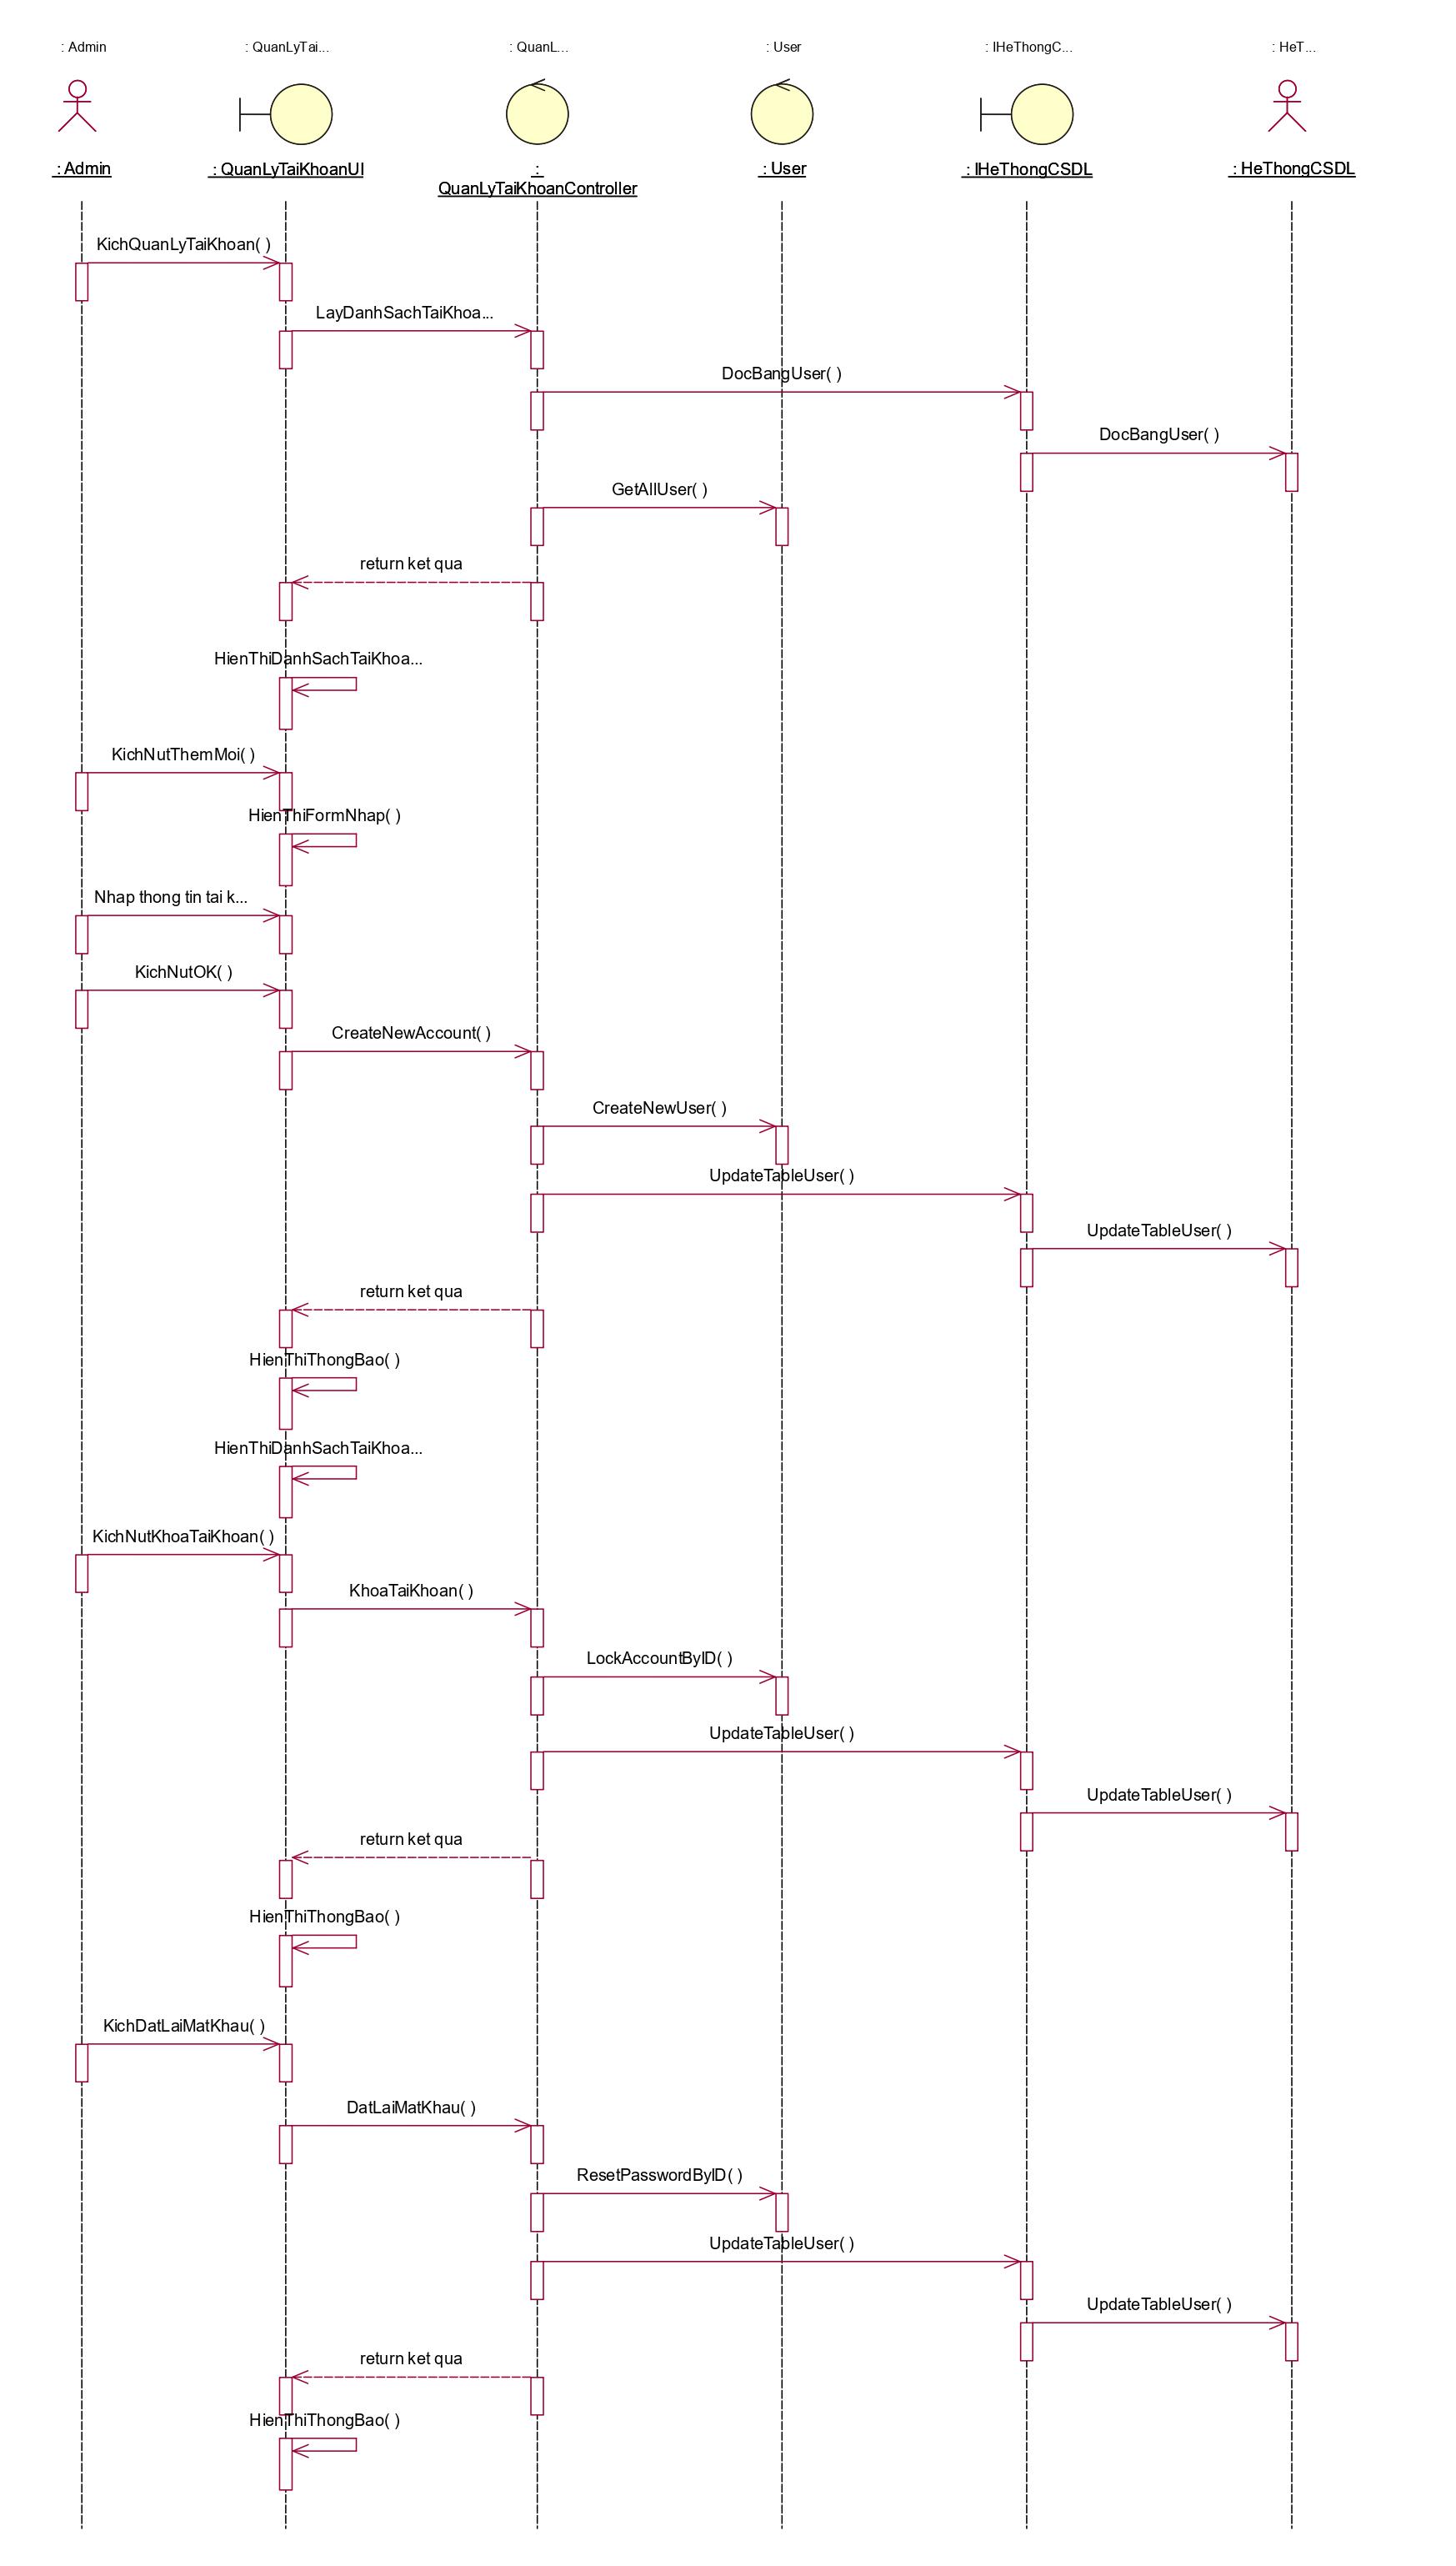 : Admin
: QuanLyTai...
: QuanL...
: User
: IHeThongC...
: HeT...
: Admin
: QuanLyTaiKhoanUI
:
QuanLyTaiKhoanController
: User
: IHeThongCSDL
: HeThongCSDL
KichQuanLyTaiKhoan( )
LayDanhSachTaiKhoa...
DocBangUser( )
DocBangUser( )
GetAllUser( )
return ket qua
HienThiDanhSachTaiKhoa...
KichNutThemMoi( )
HienThiFormNhap( )
Nhap thong tin tai k...
KichNutOK( )
CreateNewAccount( )
CreateNewUser( )
UpdateTableUser( )
UpdateTableUser( )
return ket qua
HienThiThongBao( )
HienThiDanhSachTaiKhoa...
KichNutKhoaTaiKhoan( )
KhoaTaiKhoan( )
LockAccountByID( )
UpdateTableUser( )
UpdateTableUser( )
return ket qua
HienThiThongBao( )
KichDatLaiMatKhau( )
DatLaiMatKhau( )
ResetPasswordByID( )
UpdateTableUser( )
UpdateTableUser( )
return ket qua
HienThiThongBao( )